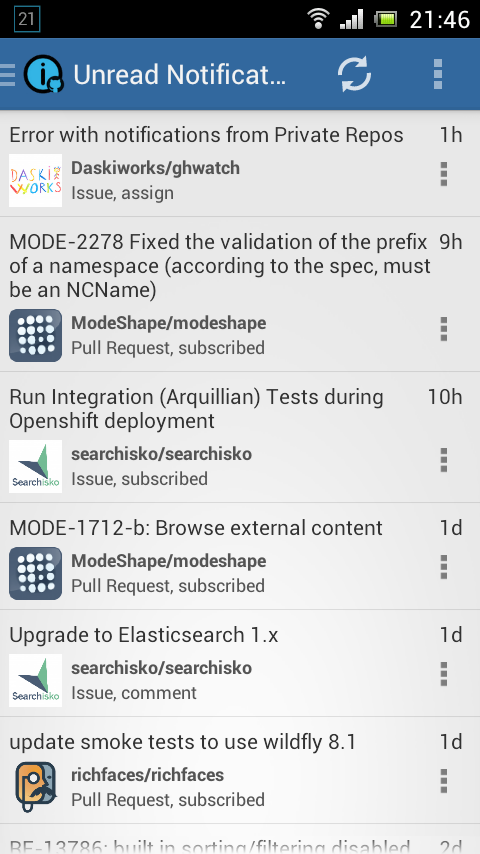 21
21:46
Unread Notificat...
Error with notifications from Private Repos 1h
DASKI
WORKS
Daskiworks/ghwatch
Issue, assign
MODE-2278 Fixed the validation of the prefix 9h
of a namespace (according to the spec, must
be an NCName)
ModeShape/modeshape
Pull Request, subscribed
Run Integration (Arquillian) Tests during 10h
Openshift deployment
Searchisko
searchisko/searchisko
Issue, subscribed
MODE-1712-b: Browse external content 1d
ModeShape/modeshape
Pull Request, subscribed
Upgrade to Elasticsearch 1.x 1d
Searchisko
searchisko/searchisko
Issue, comment
update smoke tests to use wildfly 8.1 1d
richfaces/richfaces
Pull Request, subscribed
RF-13786: built in sorting/filtering disabled 2d